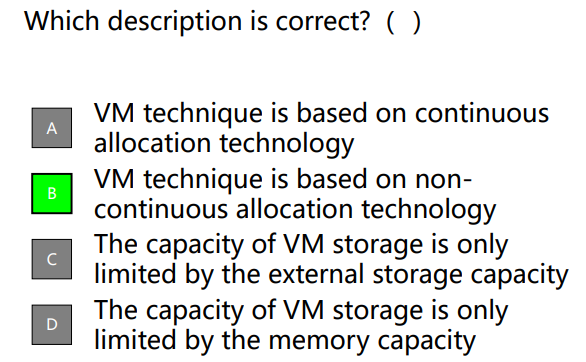 Which description is correct? ( )
A
VM technique is based on continuous
allocation technology
B
VM technique is based on non-
continuous allocation technology
C
The capacity of VM storage is only
limited by the external storage capacity
D
The capacity of VM storage is only
limited by the memory capacity